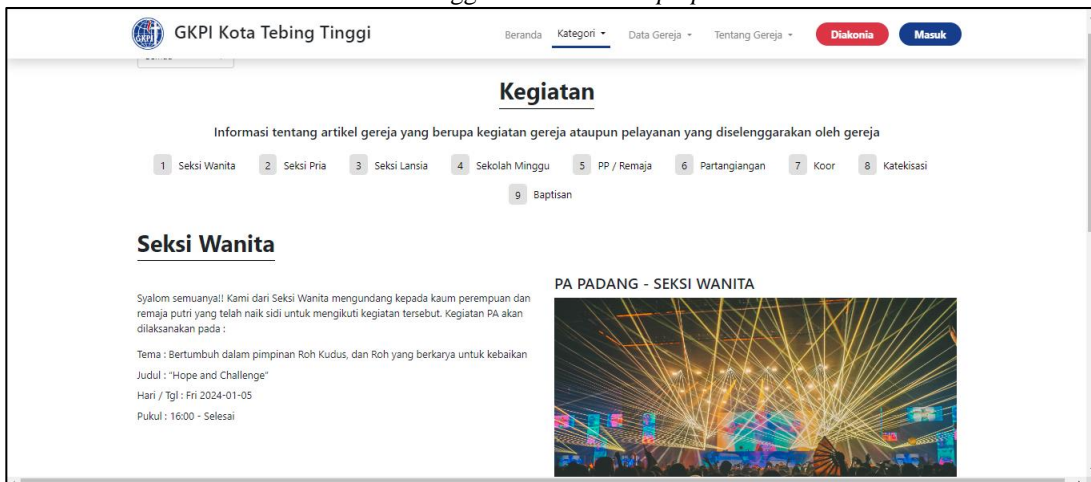 GKPI Kota Tebing Tinggi
Beranda Kategori Data Gereja Tentang Gereja Diakonia Masuk
Kegiatan
Informasi tentang artikel gereja yang berupa kegiatan gereja ataupun pelayanan yang diselenggarakan oleh gereja
1 Seksi Wanita 2 Seksi Pria 3 Seksi Lansia 4 Sekolah Minggu 5 PP / Remaja 6 Partangiangan 7 Koor 8 Katekisasi
9 Baptisan
Seksi Wanita
Syalom semuanya!! Kami dari Seksi Wanita mengundang kepada kaum perempuan dan
remaja putri yang telah naik sidi untuk mengikuti kegiatan tersebut. Kegiatan PA akan
dilaksanakan pada :
Tema : Bertumbuh dalam pimpinan Roh Kudus, dan Roh yang berkarya untuk kebaikan
Judul : "Hope and Challenge"
Hari / Tgl : Fri 2024-01-05
Pukul : 16:00 - Selesai
PA PADANG - SEKSI WANITA